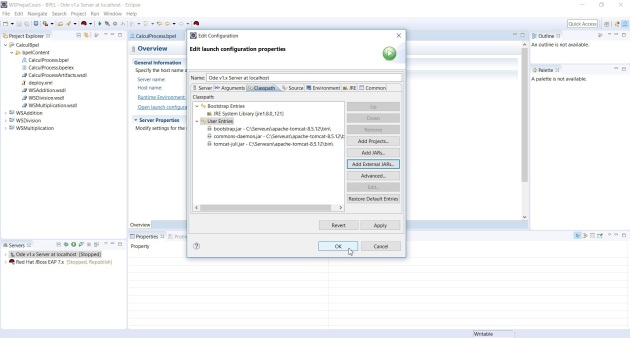 WSPrepaCours - BPEL - Ode v1.x Server at localhost - Eclipse
File Edit Navigate Search Project Run Window Help
Quick Access
Project Explorer
CalculBpel
bpelContent
CalculProcess.bpel
CalculProcess.bpelex
CalculProcessArtifacts.wsdl
deploy.xml
WSAddition.wsdl
WSDivision.wsdl
WSMultiplication.wsdl
WSAddition
WSDivision
WSMultiplication
CalculProcess.bpel
Overview
General Information
Specify the host name a
Server name:
Host name:
Runtime Environment:
Open launch configura
Server Properties
Modify settings for the
Overview
Edit Configuration
Edit launch configuration properties
Name: Ode v1.x Server at localhost
Server Arguments Classpath Source Environment JRE Common
Classpath:
Bootstrap Entries
JRE System Library [jre1.8.0_121]
User Entries
bootstrap.jar - C:\Serveurs\apache-tomcat-8.5.12\bin\
commons-daemon.jar - C:\Serveurs\apache-tomcat-8.5.12\b
tomcat-juli.jar - C:\Serveurs\apache-tomcat-8.5.12\bin\
Up
Down
Remove
Add Projects...
Add JARs...
Add External JARs...
Advanced...
Edit...
Restore Default Entries
Revert Apply
OK Cancel
Outline
An outline is not available.
Palette
A palette is not available.
Servers
Ode v1.x Server at localhost [Stopped]
Red Hat JBoss EAP 7.x [Stopped, Republish]
Properties
Property
Writable